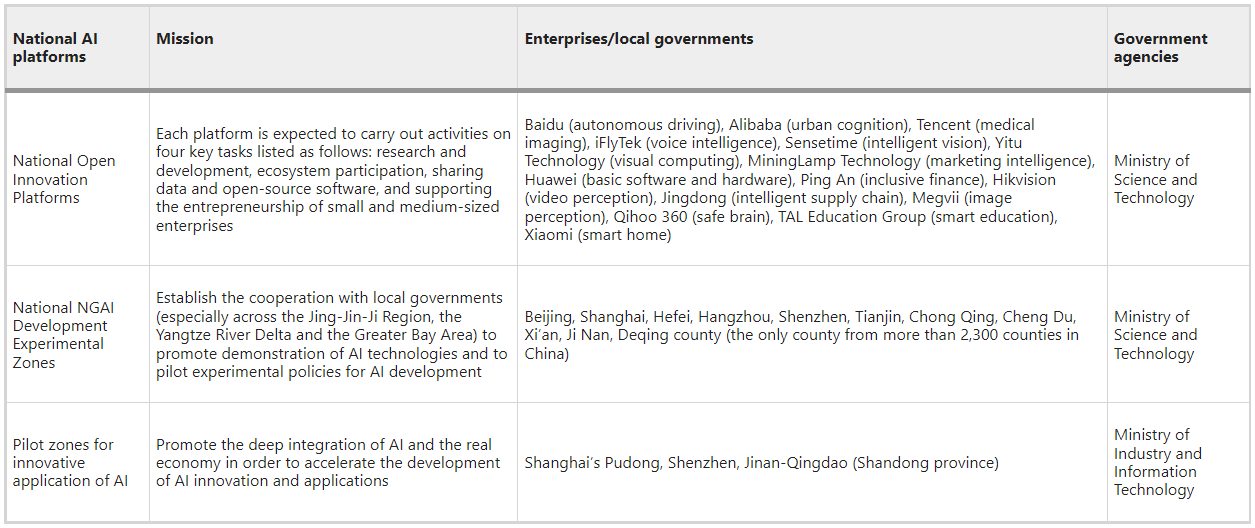 National AI
platforms
Mission
Enterprises/local governments
Government
agencies
National Open
Innovation
Platforms
Each platform is expected to carry out activities on
four key tasks listed as follows: research and
development, ecosystem participation, sharing
data and open-source software, and supporting
the entrepreneurship of small and medium-sized
enterprises
Baidu (autonomous driving), Alibaba (urban cognition), Tencent (medical
imaging), iFlyTek (voice intelligence), Sensetime (intelligent vision), Yitu
Technology (visual computing), MiningLamp Technology (marketing intelligence),
Huawei (basic software and hardware), Ping An (inclusive finance), Hikvision
(video perception), Jingdong (intelligent supply chain), Megvii (image
perception), Qihoo 360 (safe brain), TAL Education Group (smart education),
Xiaomi (smart home)
Ministry of
Science and
Technology
National NGAI
Development
Experimental
Zones
Establish the cooperation with local governments
(especially across the Jing-Jin-Ji Region, the
Yangtze River Delta and the Greater Bay Area) to
promote demonstration of AI technologies and to
pilot experimental policies for AI development
Beijing, Shanghai, Hefei, Hangzhou, Shenzhen, Tianjin, Chong Qing, Cheng Du,
Xi’an, Ji Nan, Deqing county (the only county from more than 2,300 counties in
China)
Ministry of
Science and
Technology
Pilot zones for
innovative
application of AI
Promote the deep integration of AI and the real
economy in order to accelerate the development
of AI innovation and applications
Shanghai’s Pudong, Shenzhen, Jinan-Qingdao (Shandong province)
Ministry of
Industry and
Information
Technology